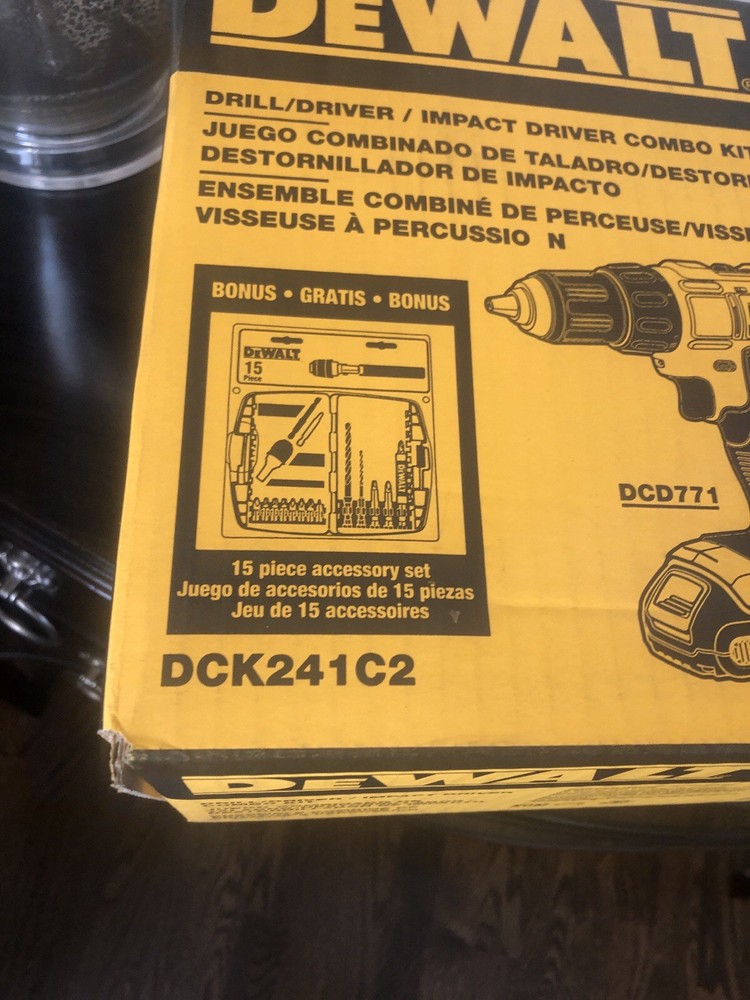 DEWALT
DRILL/DRIVER / IMPACT DRIVER COMBO KIT
JUEGO COMBINADO DE TALADRO/DESTOR
DESTORNILLADOR DE IMPACTO
ENSEMBLE COMBINÉ DE PERCEUSE/VISSE
VISSEUSE À PERCUSSIO N
BONUS • GRATIS • BONUS
DEWALT
15
Piece
DEWALT
DCD771
15 piece accessory set
Juego de accesorios de 15 piezas
Jeu de 15 accessoires
DCK241C2
DEWALT